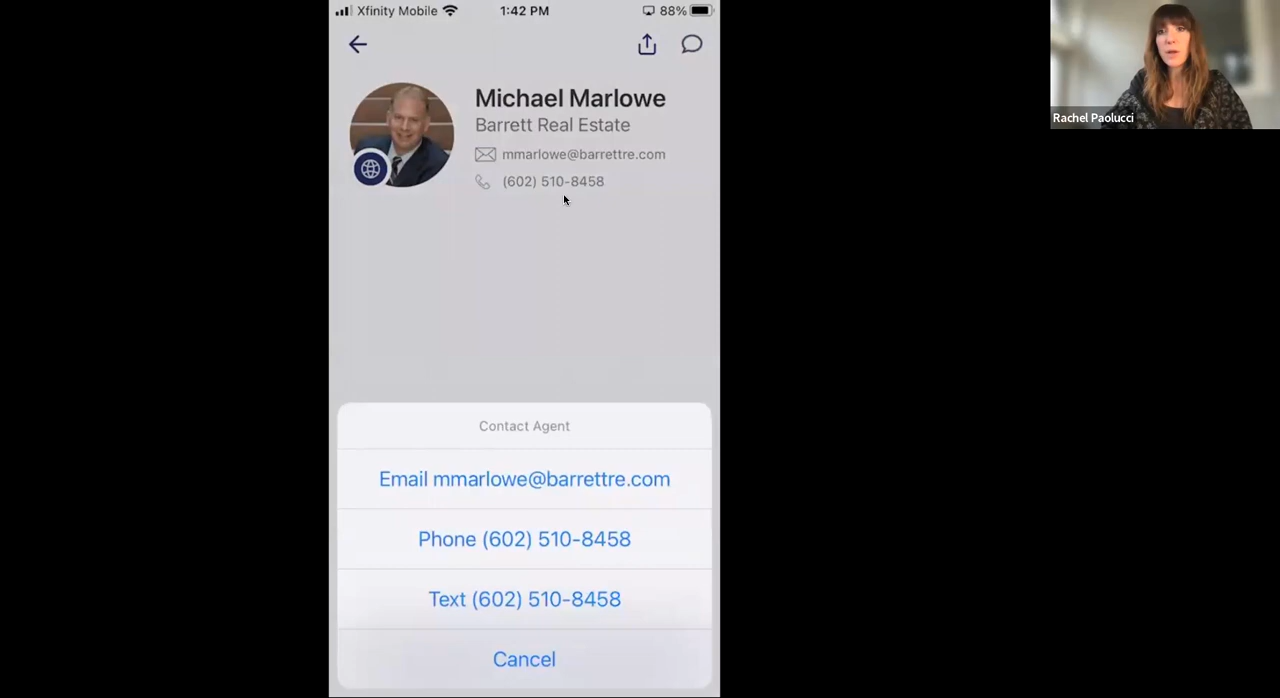 Xfinity Mobile
1:42 PM
88%
Michael Marlowe
Barrett Real Estate
mmarlowe@barrettre.com
(602) 510-8458
Contact Agent
Email mmarlowe@barrettre.com
Phone (602) 510-8458
Text (602) 510-8458
Cancel
Rachel Paolucci